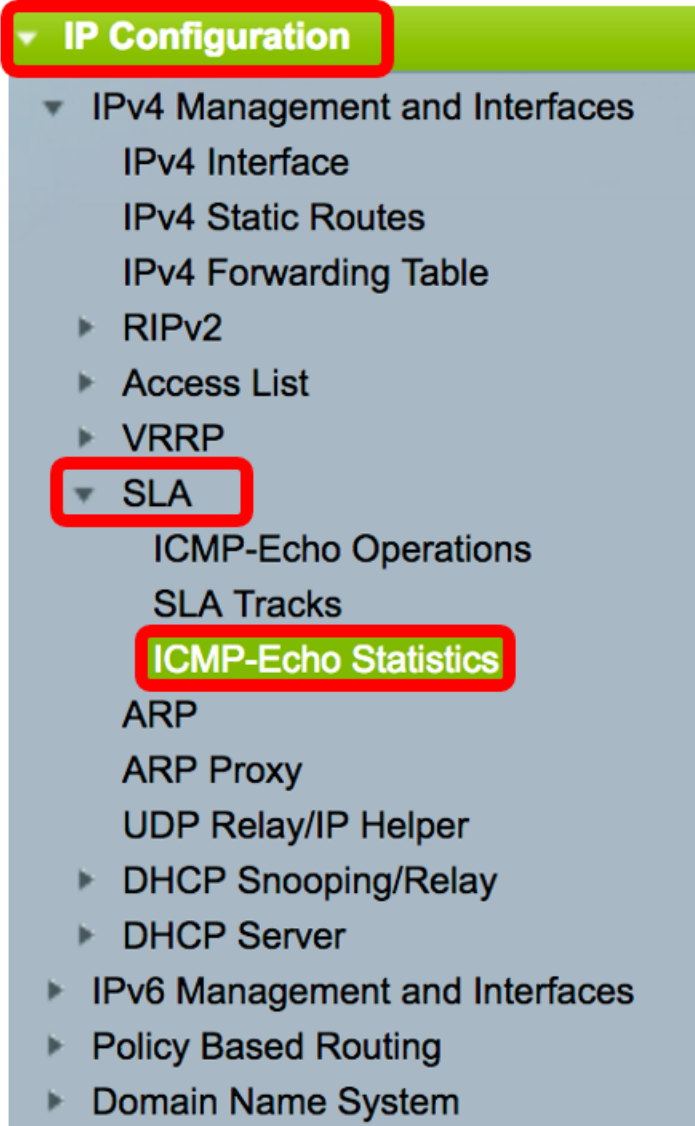 IP Configuration
IPv4 Management and Interfaces
IPv4 Interface
IPv4 Static Routes
IPv4 Forwarding Table
RIPv2
Access List
VRRP
SLA
ICMP-Echo Operations
SLA Tracks
ICMP-Echo Statistics
ARP
ARP Proxy
UDP Relay/IP Helper
DHCP Snooping/Relay
DHCP Server
IPv6 Management and Interfaces
Policy Based Routing
Domain Name System